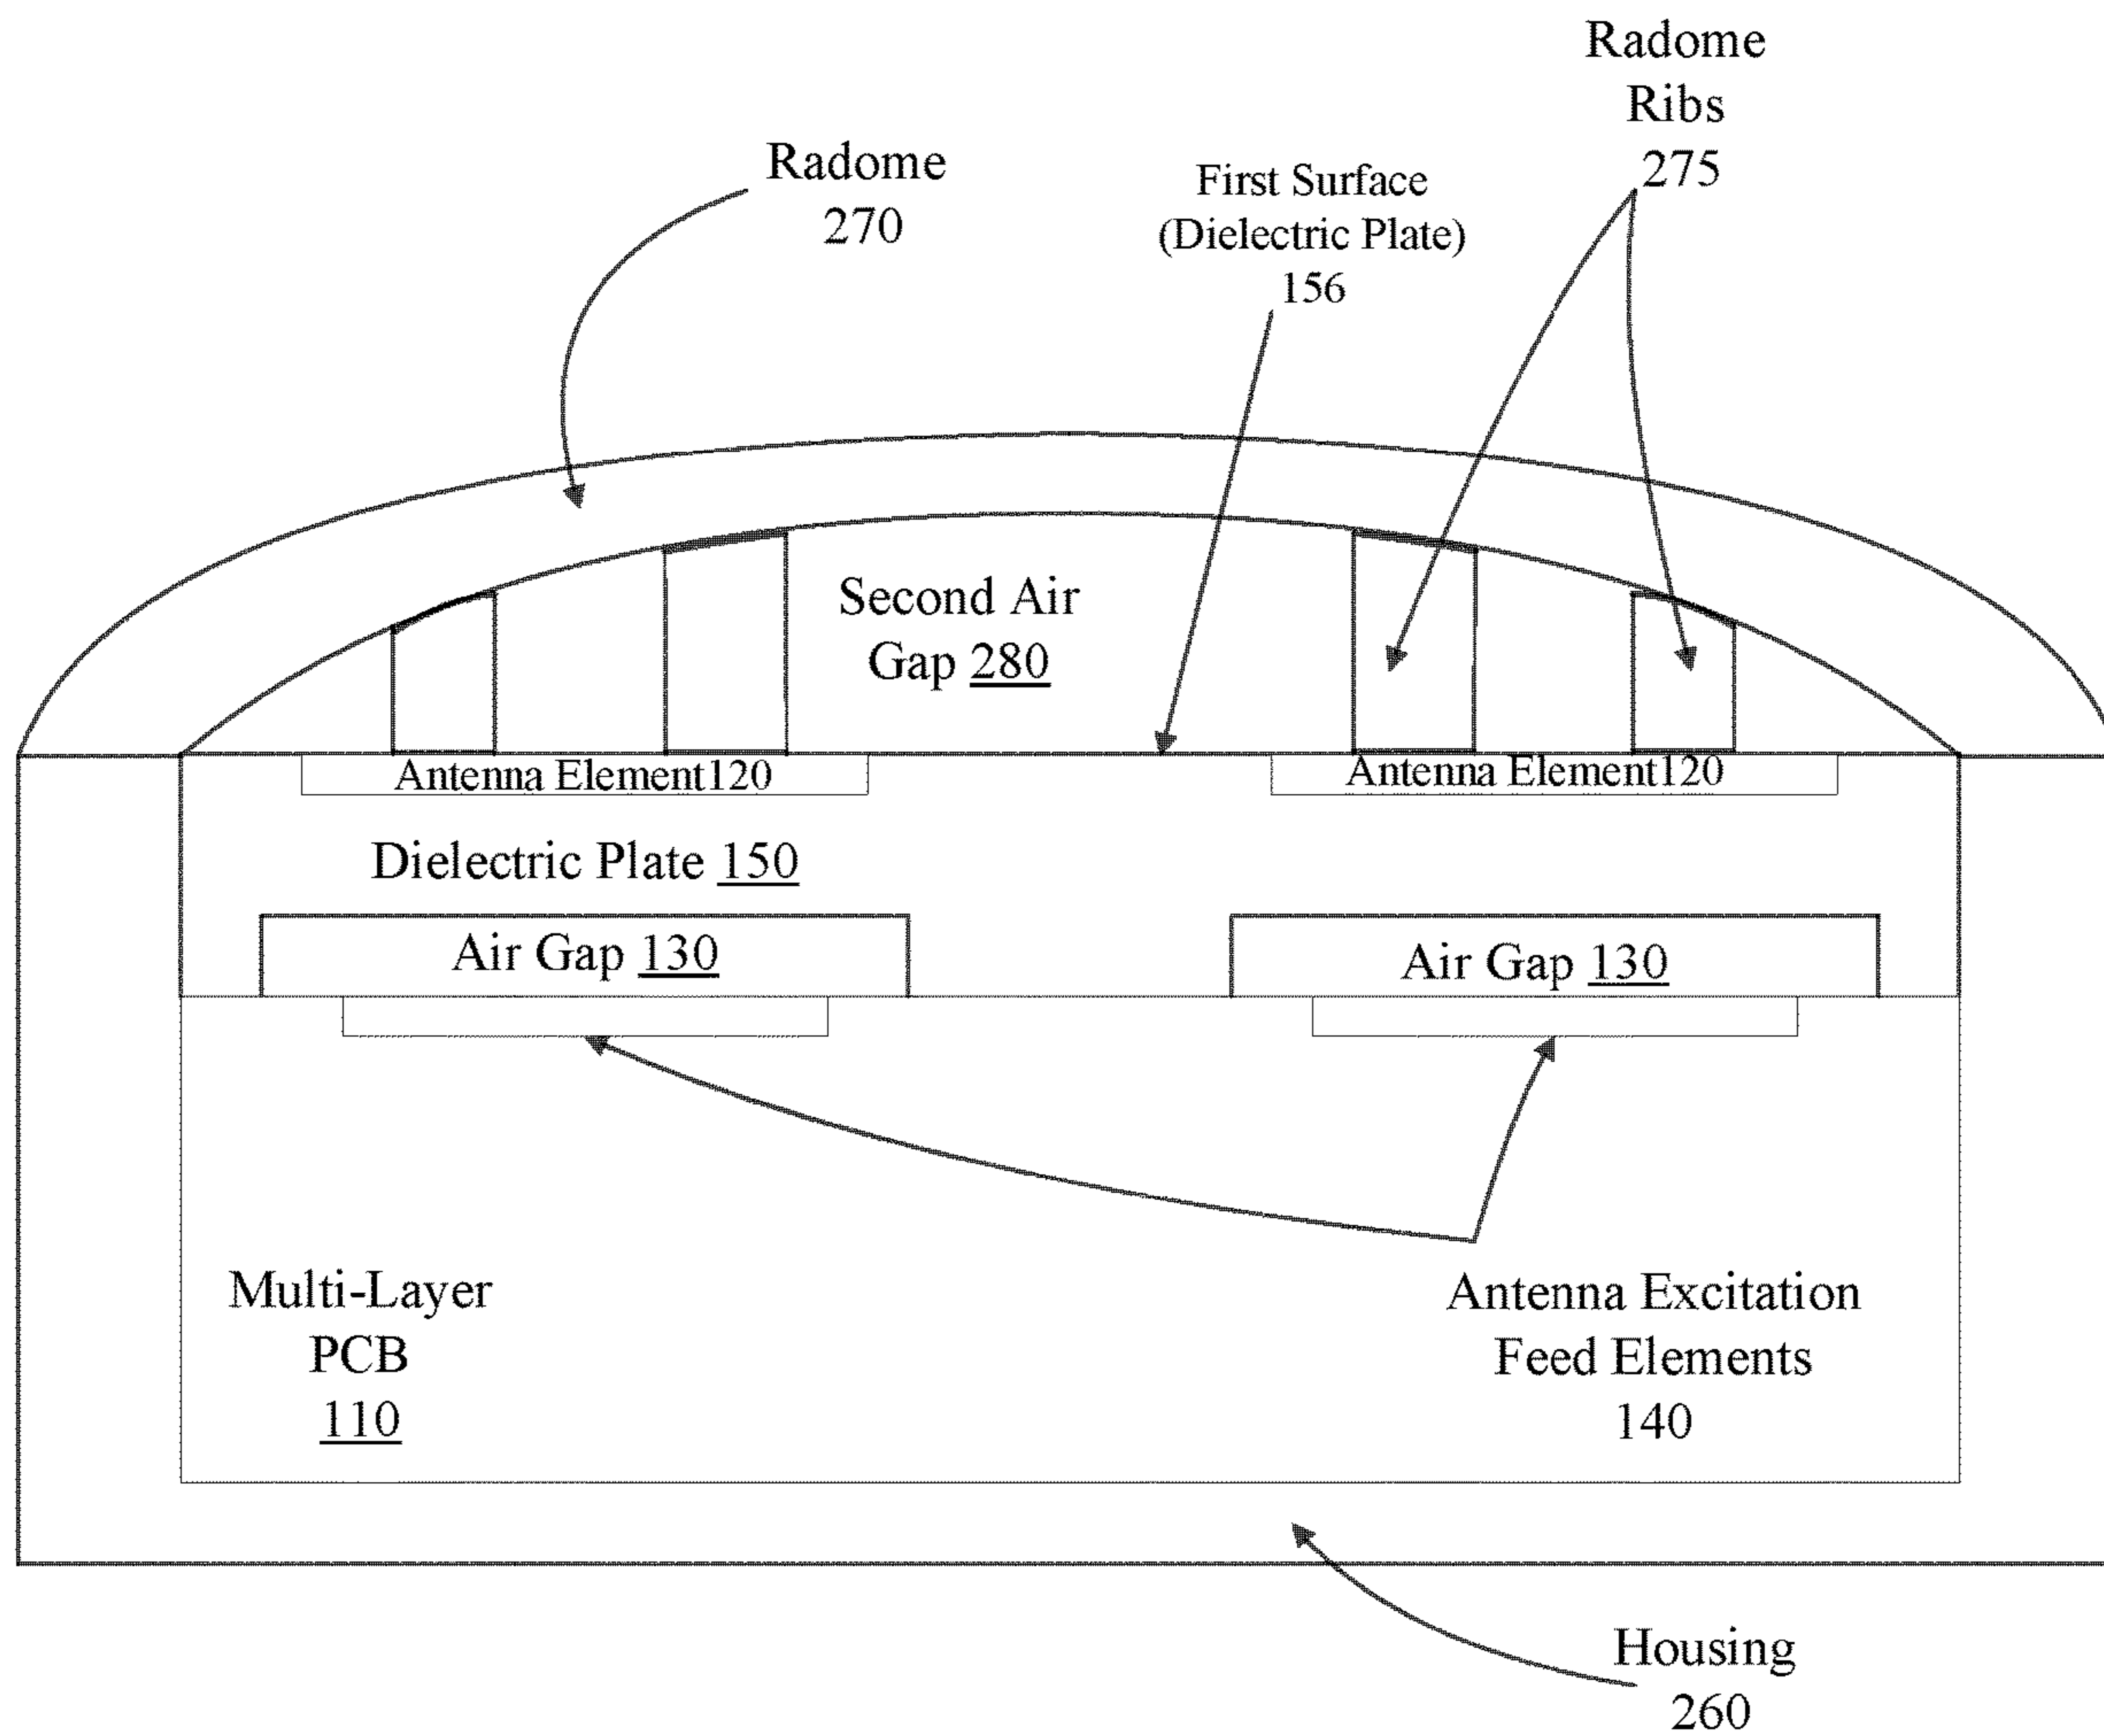 Radome
Ribs
275
Radome
270
First Surface
(Dielectric Plate)
156
Second Air
Gap 280
Antenna Element120
Antenna Element120
Dielectric Plate 150
Air Gap 130
Air Gap 130
Multi-Layer
PCB
110
Antenna Excitation
Feed Elements
140
Housing
260